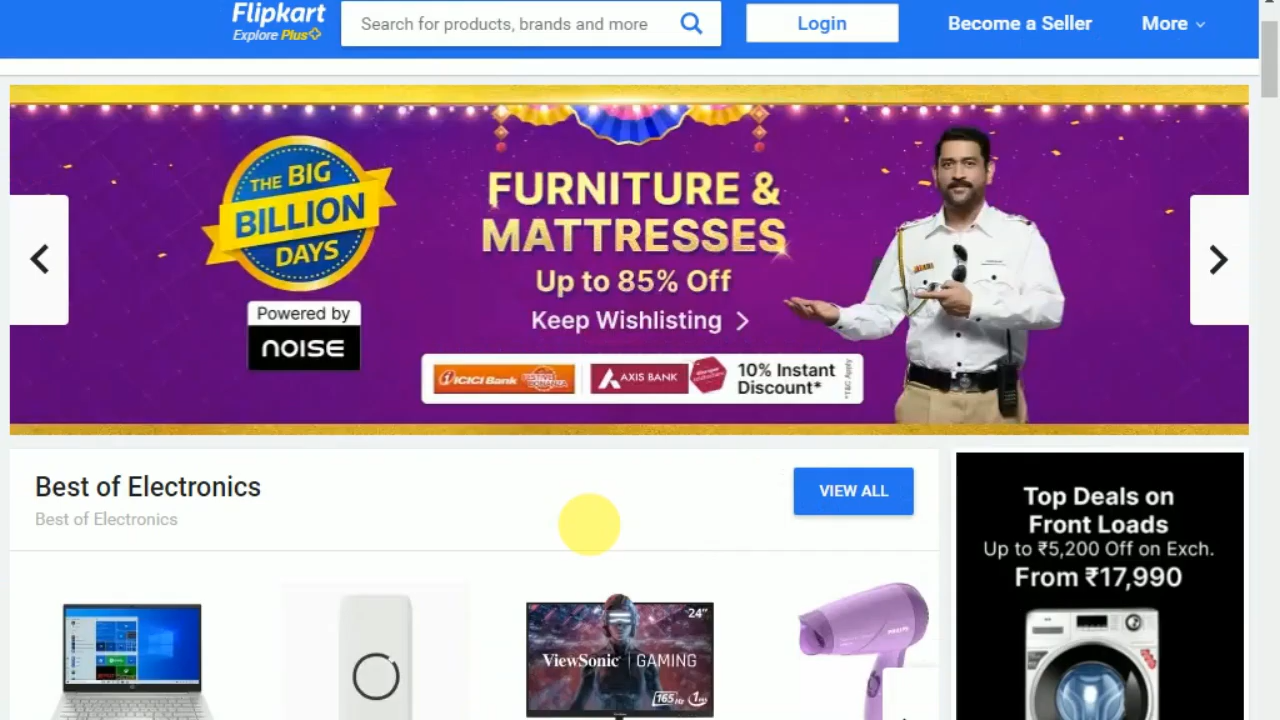 Flipkart
Explore Plus
Search for products, brands and more
Login
Become a Seller
More
THE BIG
BILLION
DAYS
Powered by
NOISE
FURNITURE &
MATTRESSES
Up to 85% Off
Keep Wishlisting
ICICI Bank
AXIS BANK
10% Instant
Discount*
*T&C Apply
Best of Electronics
Best of Electronics
VIEW ALL
Top Deals on
Front Loads
Up to ₹5,200 Off on Exch.
From ₹17,990
24"
ViewSonic | GAMING
165Hz
PHILIPS